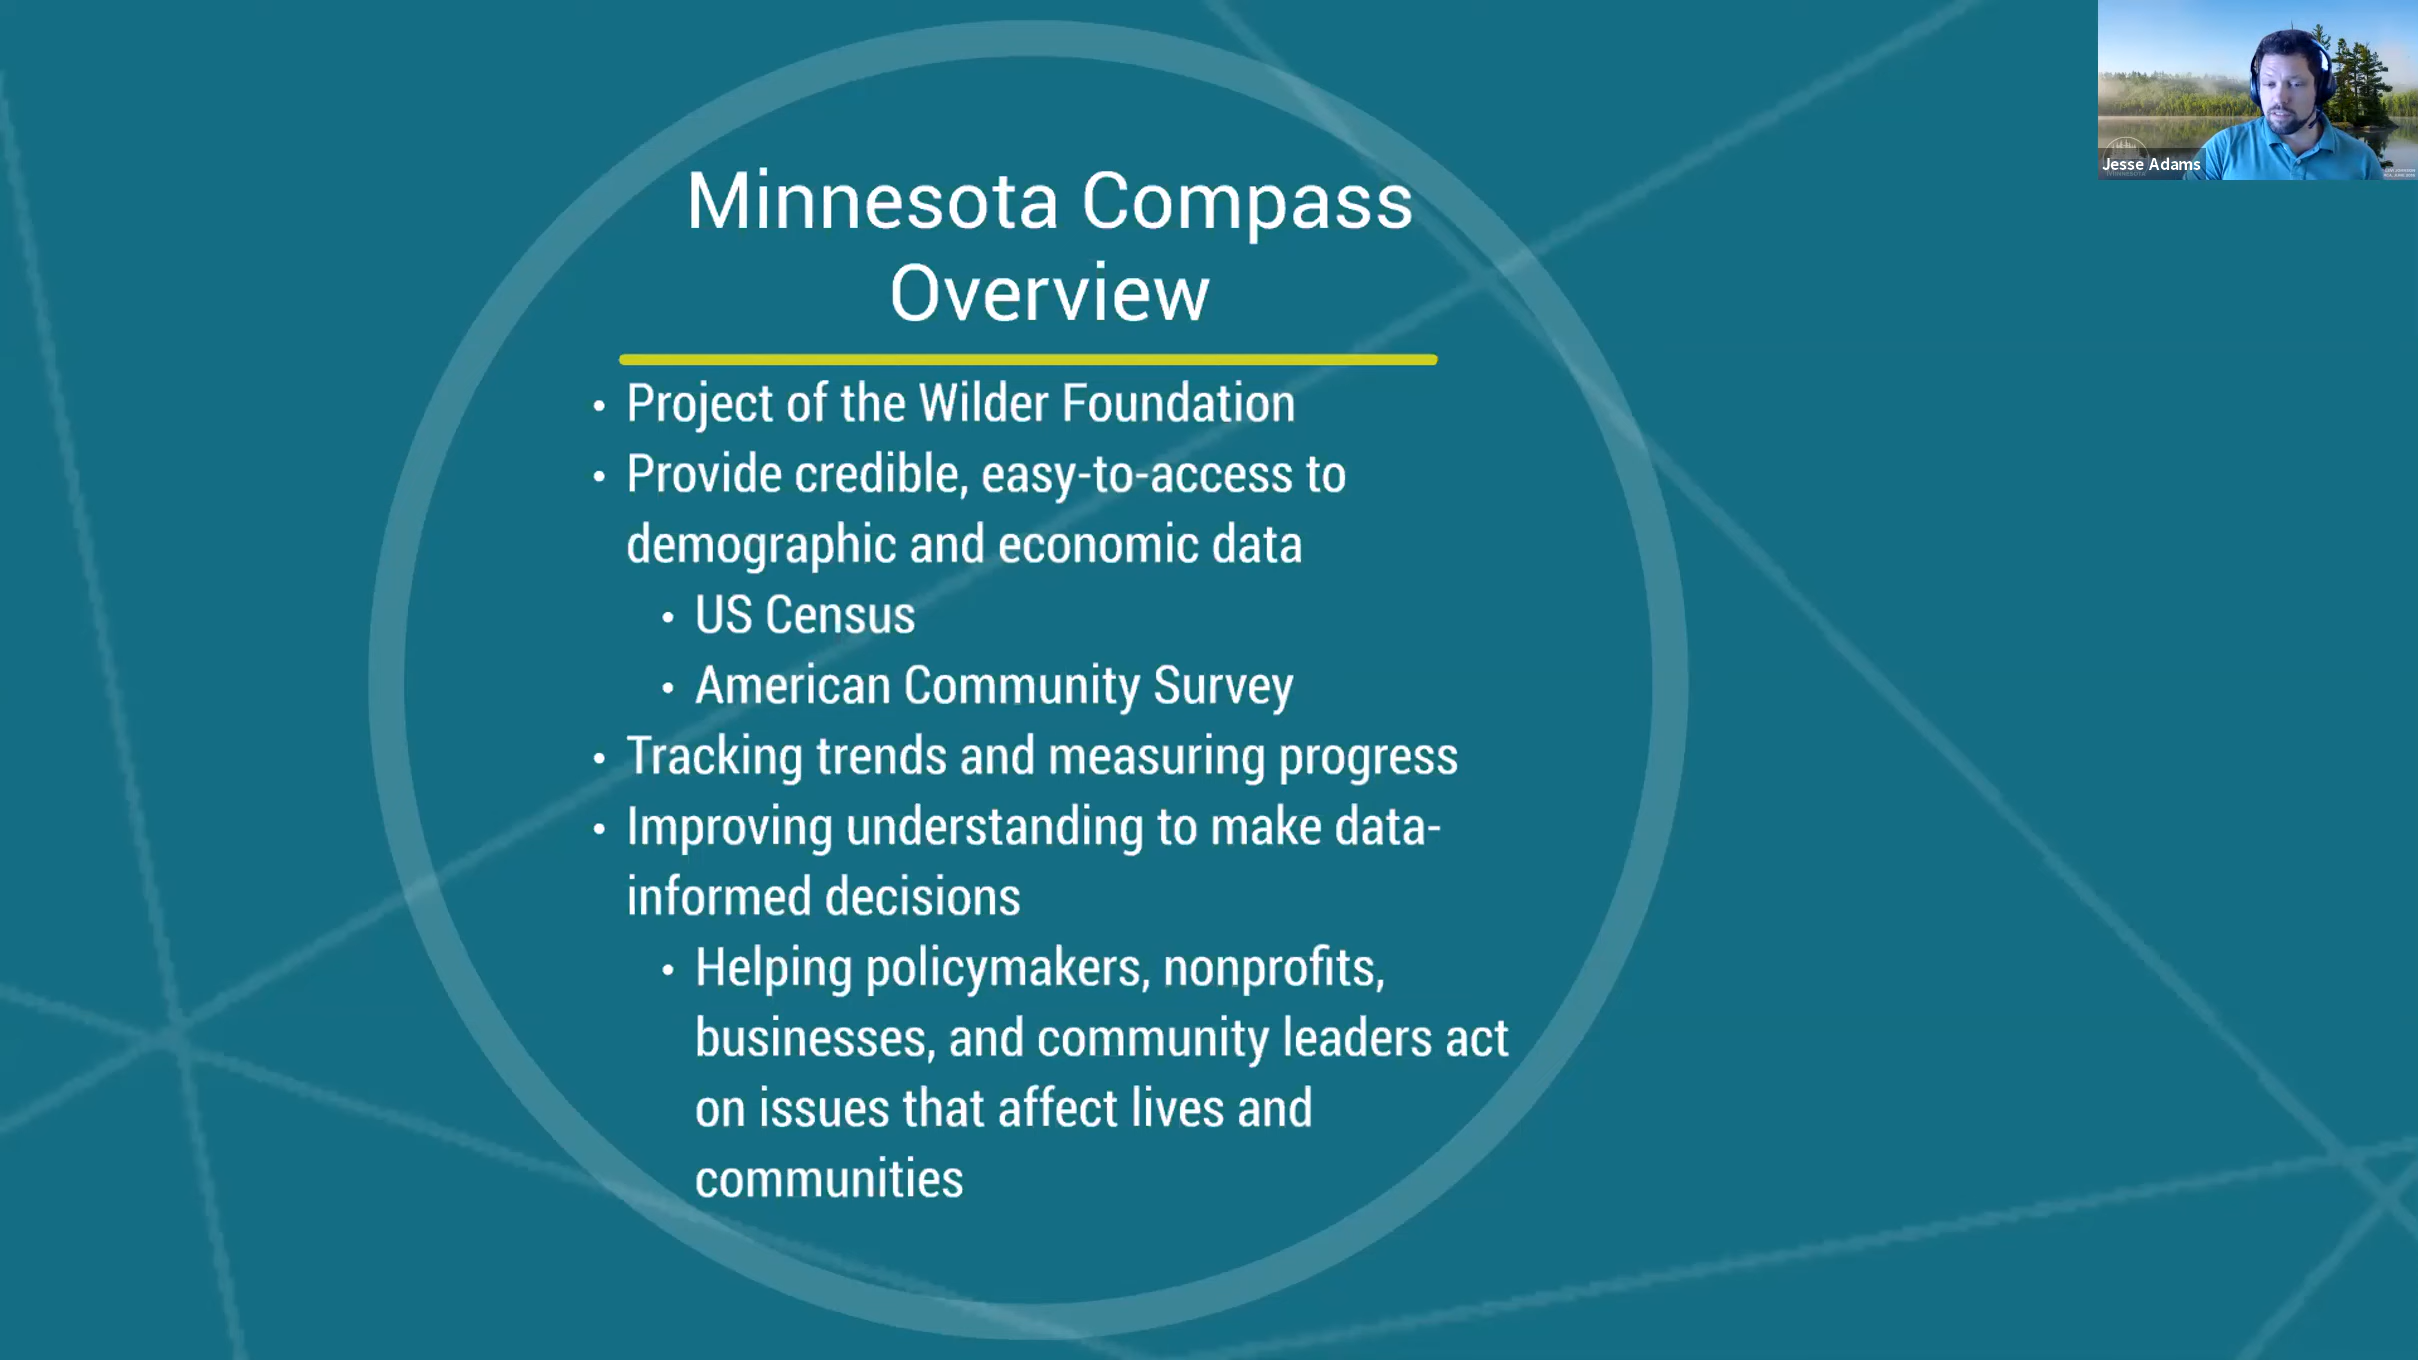 Minnesota Compass
Overview
• Project of the Wilder Foundation
• Provide credible, easy-to-access to
demographic and economic data
• US Census
• American Community Survey
• Tracking trends and measuring progress
• Improving understanding to make data-
informed decisions
• Helping policymakers, nonprofits,
businesses, and community leaders act
on issues that affect lives and
communities
Jesse Adams
MINNESOTA